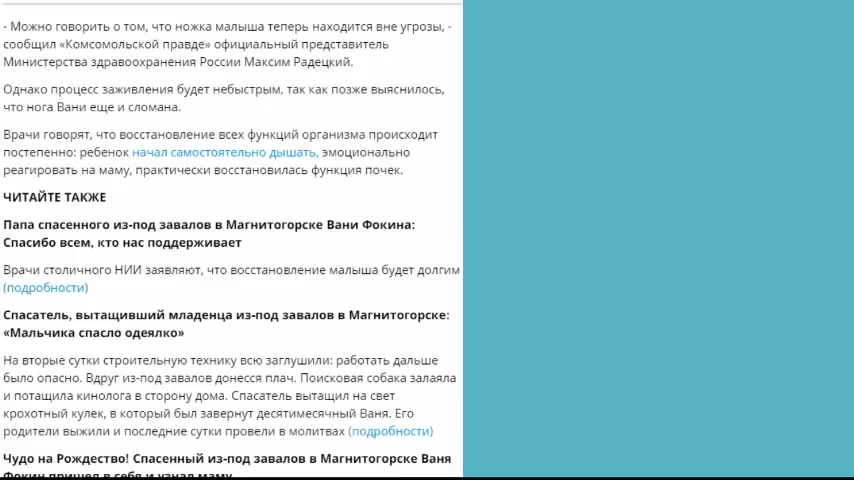 - Можно говорить о том, что ножка малыша теперь находится вне угрозы, -
сообщил «Комсомольской правде» официальный представитель
Министерства здравоохранения России Максим Радецкий.
Однако процесс заживления будет небыстрым, так как позже выяснилось,
что нога Вани еще и сломана.
Врачи говорят, что восстановление всех функций организма происходит
постепенно: ребенок начал самостоятельно дышать, эмоционально
реагировать на маму, практически восстановилась функция почек.
ЧИТАЙТЕ ТАКЖЕ
Папа спасенного из-под завалов в Магнитогорске Вани Фокина:
Спасибо всем, кто нас поддерживает
Врачи столичного НИИ заявляют, что восстановление малыша будет долгим
(подробности)
Спасатель, вытащивший младенца из-под завалов в Магнитогорске:
«Мальчика спасло одеялко»
На вторые сутки строительную технику всю заглушили: работать дальше
было опасно. Вдруг из-под завалов донесся плач. Поисковая собака залаяла
и потащила кинолога в сторону дома. Спасатель вытащил на свет
крохотный кулек, в который был завернут десятимесячный Ваня. Его
родители выжили и последние сутки провели в молитвах (подробности)
Чудо на Рождество! Спасенный из-под завалов в Магнитогорске Ваня
Фокин пришел в себя и узнал маму